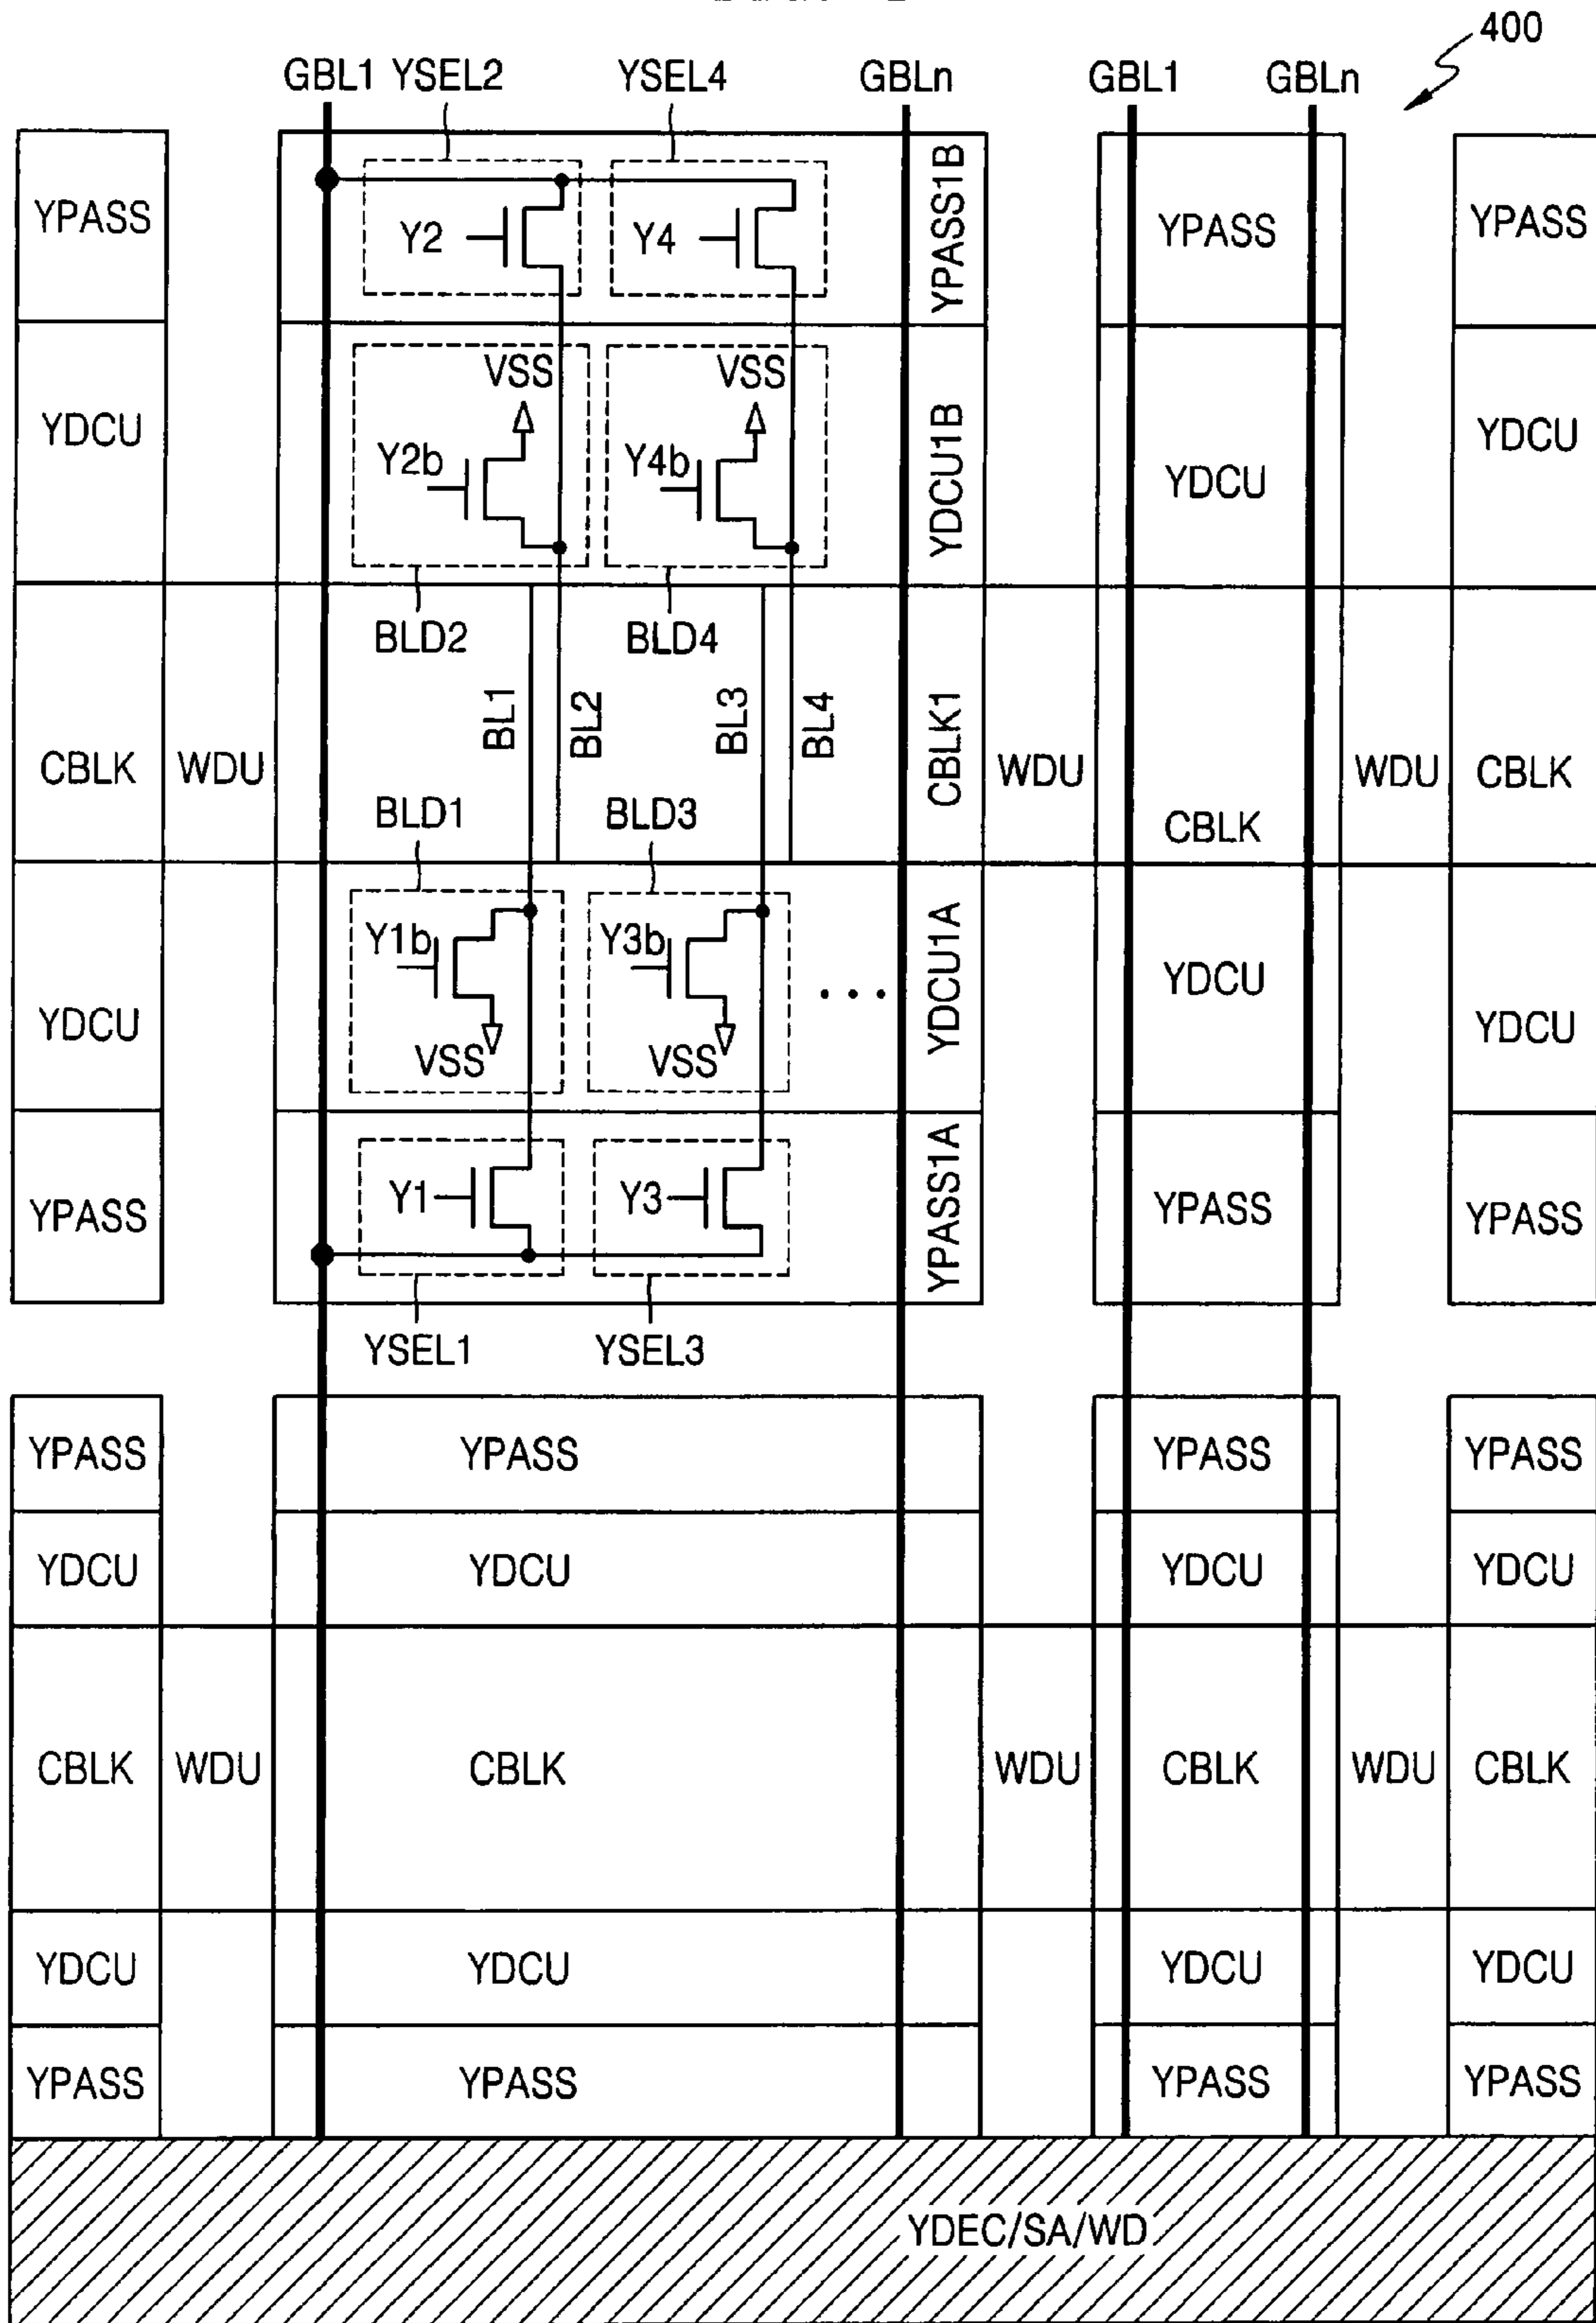 400
GBL1 YSEL2 YSEL4 GBLn GBL1 GBLn
YPASS Y2 Y4 YPASS1B YPASS YPASS
VSS VSS
YDCU Y2b Y4b YDCU1B YDCU YDCU
BLD2 BLD4
BL1 BL2 BL3 BL4
CBLK WDU CBLK1 WDU CBLK WDU CBLK
BLD1 BLD3
Y1b Y3b
YDCU ... YDCU1A YDCU YDCU
VSS VSS
YPASS Y1 Y3 YPASS1A YPASS YPASS
YSEL1 YSEL3
YPASS YPASS YPASS YPASS
YDCU YDCU YDCU YDCU
CBLK WDU CBLK WDU CBLK WDU CBLK
YDCU YDCU YDCU YDCU
YPASS YPASS YPASS YPASS
YDEC/SA/WD